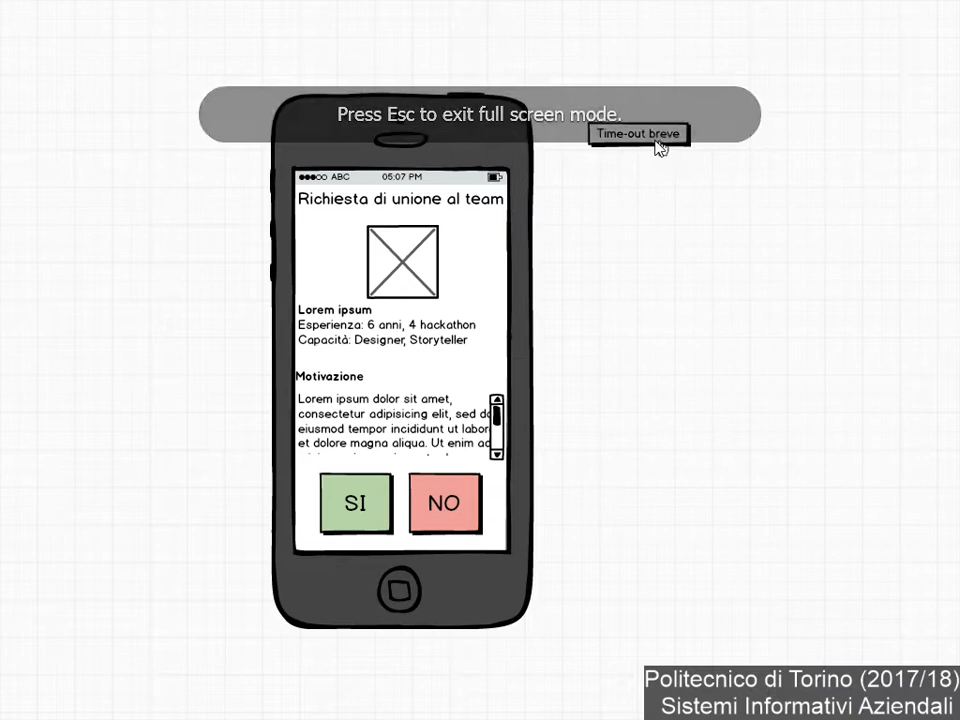 Press Esc to exit full screen mode.
Time-out breve
ABC 05:07 PM
Richiesta di unione al team
Lorem ipsum
Esperienza: 6 anni, 4 hackathon
Capacità: Designer, Storyteller
Motivazione
Lorem ipsum dolor sit amet,
consectetur adipisicing elit, sed
eiusmod tempor incididunt ut
et dolore magna aliqua. Ut enim
SI NO
Politecnico di Torino (2017/18)
Sistemi Informativi Aziendali